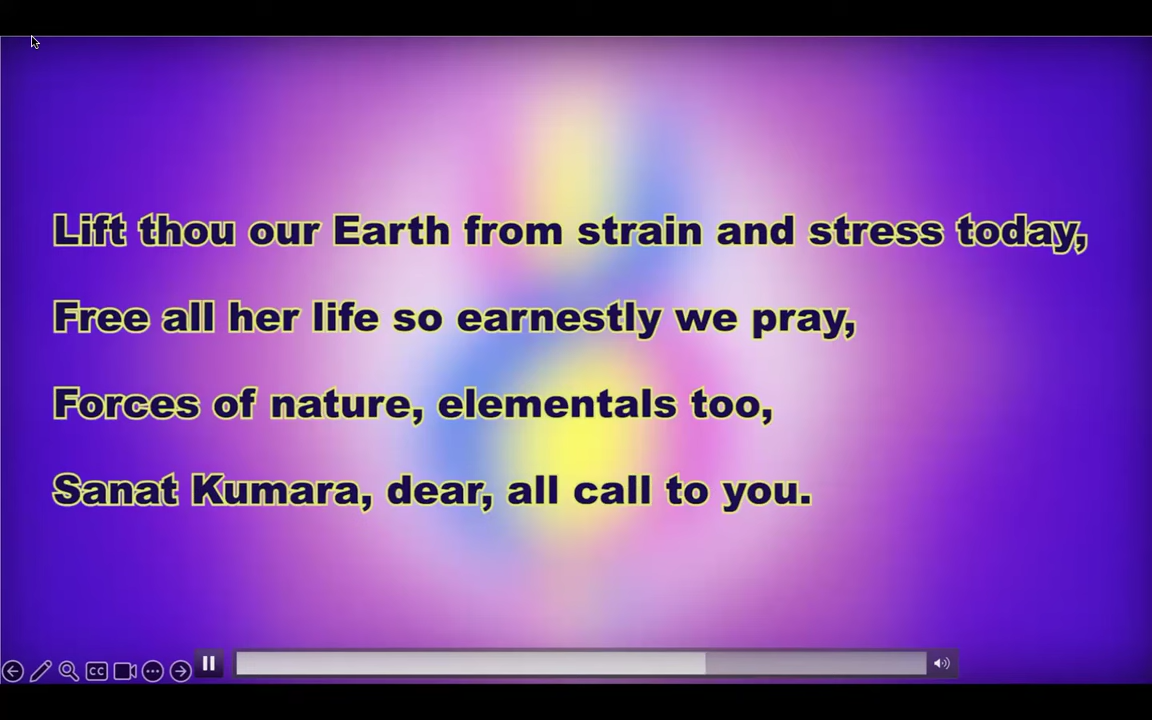 Lift thou our Earth from strain and stress today,
Free all her life so earnestly we pray,
Forces of nature, elementals too,
Sanat Kumara, dear, all call to you.
CC